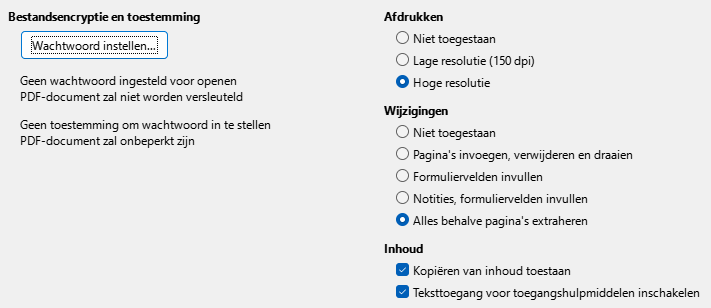 Bestandsencryptie en toestemming
Wachtwoord instellen...
Geen wachtwoord ingesteld voor openen
PDF-document zal niet worden versleuteld
Geen toestemming om wachtwoord in te stellen
PDF-document zal onbeperkt zijn
Afdrukken
Niet toegestaan
Lage resolutie (150 dpi)
Hoge resolutie
Wijzigingen
Niet toegestaan
Pagina's invoegen, verwijderen en draaien
Formuliervelden invullen
Notities, formuliervelden invullen
Alles behalve pagina's extraheren
Inhoud
Kopiëren van inhoud toestaan
Teksttoegang voor toegangshulpmiddelen inschakelen